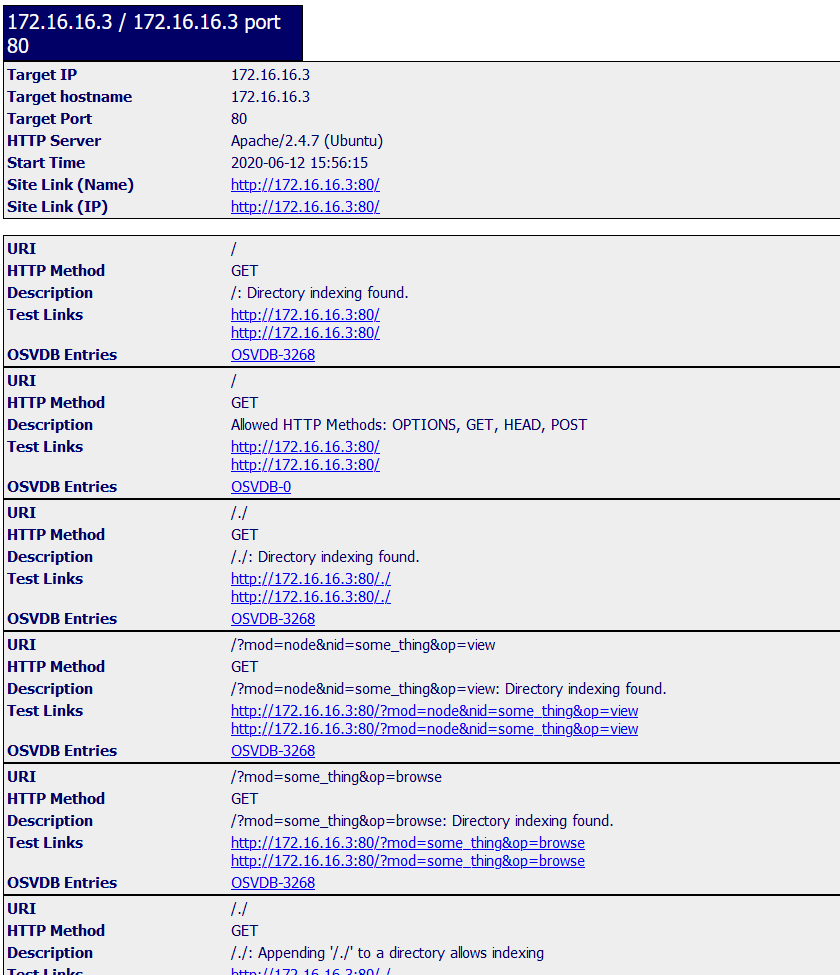 172.16.16.3 / 172.16.16.3 port
80
Target IP 172.16.16.3
Target hostname 172.16.16.3
Target Port 80
HTTP Server Apache/2.4.7 (Ubuntu)
Start Time 2020-06-12 15:56:15
Site Link (Name) http://172.16.16.3:80/
Site Link (IP) http://172.16.16.3:80/
URI /
HTTP Method GET
Description /: Directory indexing found.
Test Links http://172.16.16.3:80/
http://172.16.16.3:80/
OSVDB Entries OSVDB-3268
URI /
HTTP Method GET
Description Allowed HTTP Methods: OPTIONS, GET, HEAD, POST
Test Links http://172.16.16.3:80/
http://172.16.16.3:80/
OSVDB Entries OSVDB-0
URI /./
HTTP Method GET
Description /./: Directory indexing found.
Test Links http://172.16.16.3:80/./
http://172.16.16.3:80/./
OSVDB Entries OSVDB-3268
URI /?mod=node&nid=some_thing&op=view
HTTP Method GET
Description /?mod=node&nid=some_thing&op=view: Directory indexing found.
Test Links http://172.16.16.3:80/?mod=node&nid=some_thing&op=view
http://172.16.16.3:80/?mod=node&nid=some_thing&op=view
OSVDB Entries OSVDB-3268
URI /?mod=some_thing&op=browse
HTTP Method GET
Description /?mod=some_thing&op=browse: Directory indexing found.
Test Links http://172.16.16.3:80/?mod=some_thing&op=browse
http://172.16.16.3:80/?mod=some_thing&op=browse
OSVDB Entries OSVDB-3268
URI /./
HTTP Method GET
Description /./: Appending '/./' to a directory allows indexing
Test Links http://172.16.16.3:80/./